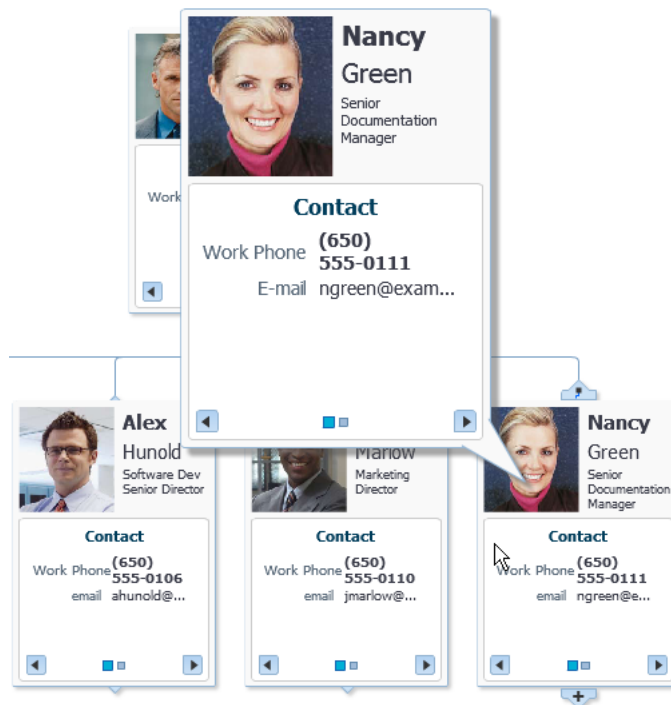 Nancy
Green
Senior
Documentation
Manager
Work
Contact
Work Phone (650)
555-0111
E-mail ngreen@exam...
Alex
Hunold
Software Dev
Senior Director
Contact
Work Phone (650)
555-0106
email ahunold@...
Marlow
Marketing
Director
Contact
Work Phone (650)
555-0110
email jmarlow@...
Nancy
Green
Senior
Documentation
Manager
Contact
Work Phone (650)
555-0111
email ngreen@e...